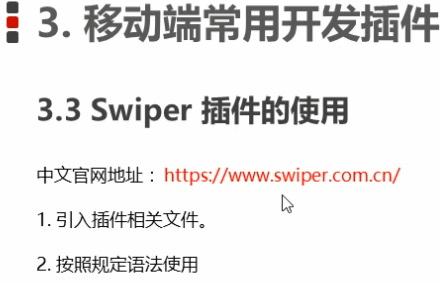 3. 移动端常用开发插件
3.3 Swiper 插件的使用
中文官网地址： https://www.swiper.com.cn/
1. 引入插件相关文件。
2. 按照规定语法使用